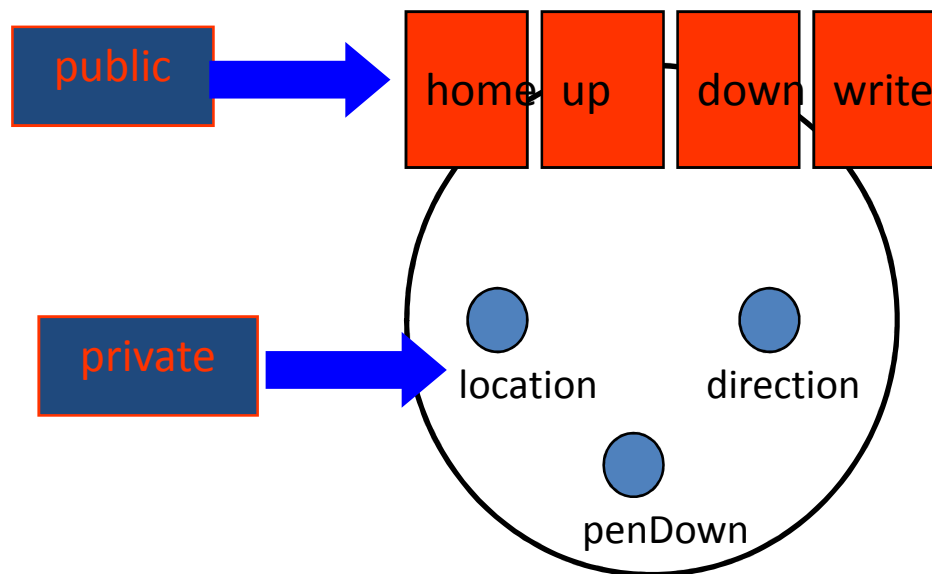 public
home up down write
private
location direction
penDown